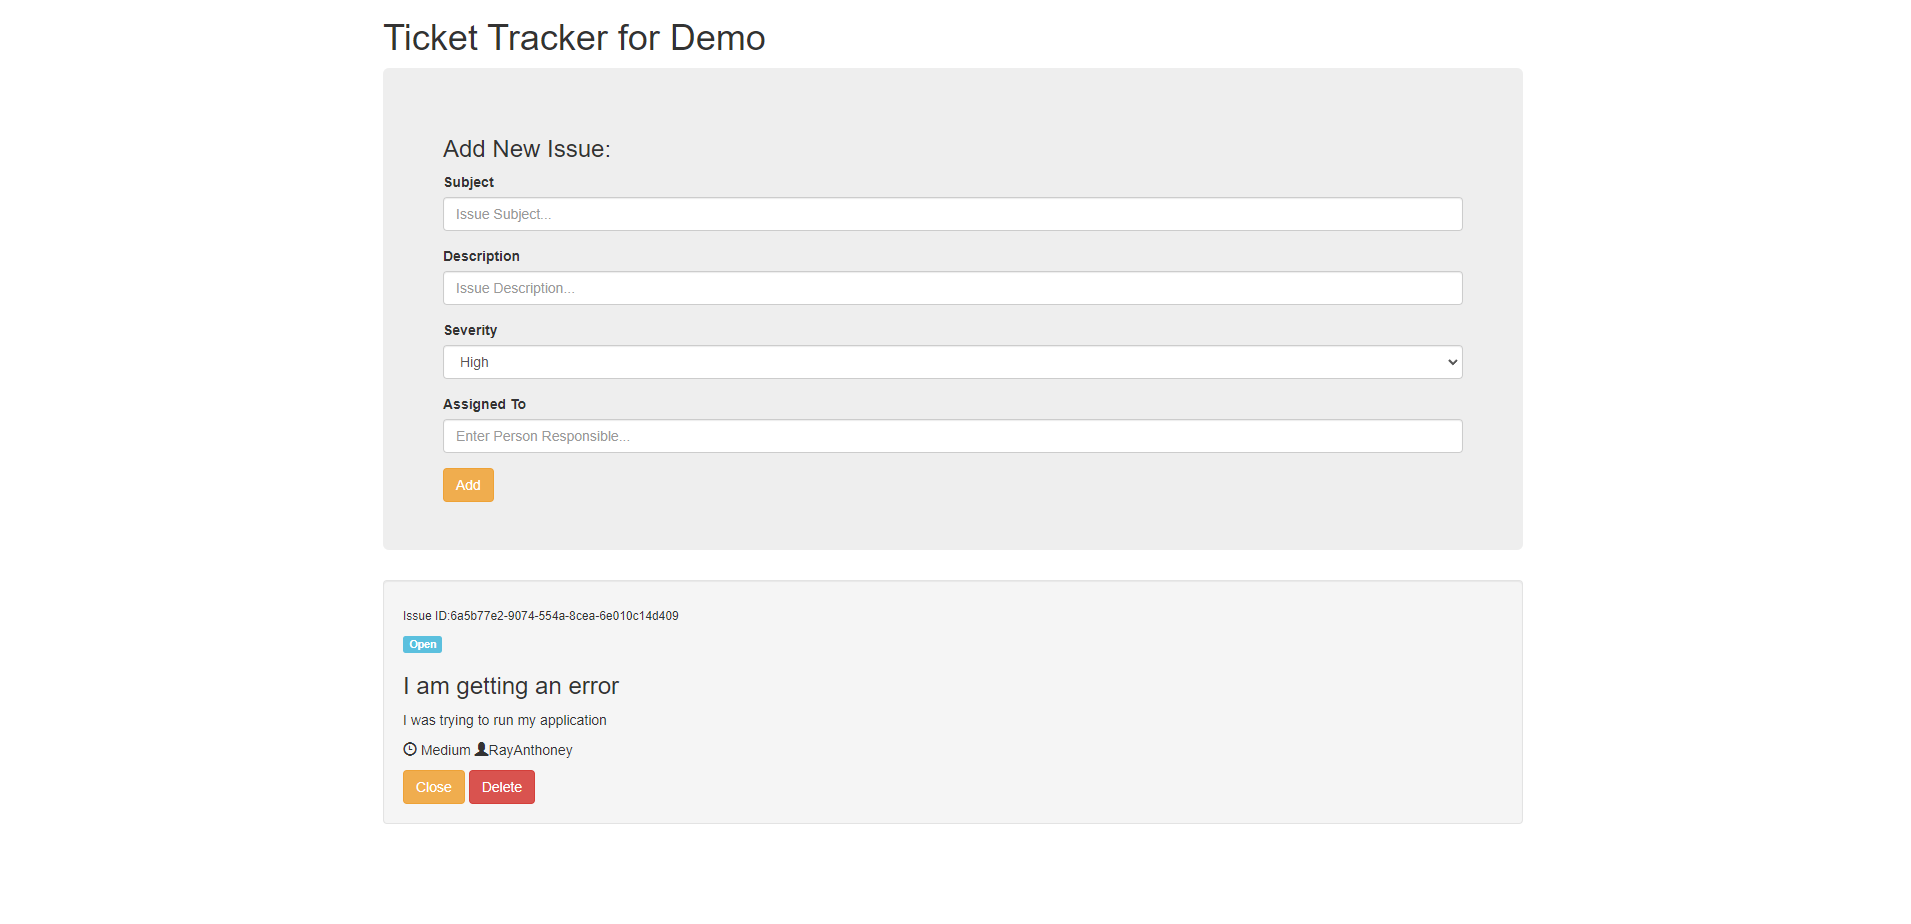 Ticket Tracker for Demo
Add New Issue:
Subject
Issue Subject...
Description
Issue Description...
Severity
High
Assigned To
Enter Person Responsible...
Add
Issue ID:6a5b77e2-9074-554a-8cea-6e010c14d409
Open
I am getting an error
I was trying to run my application
Medium RayAnthoney
Close Delete